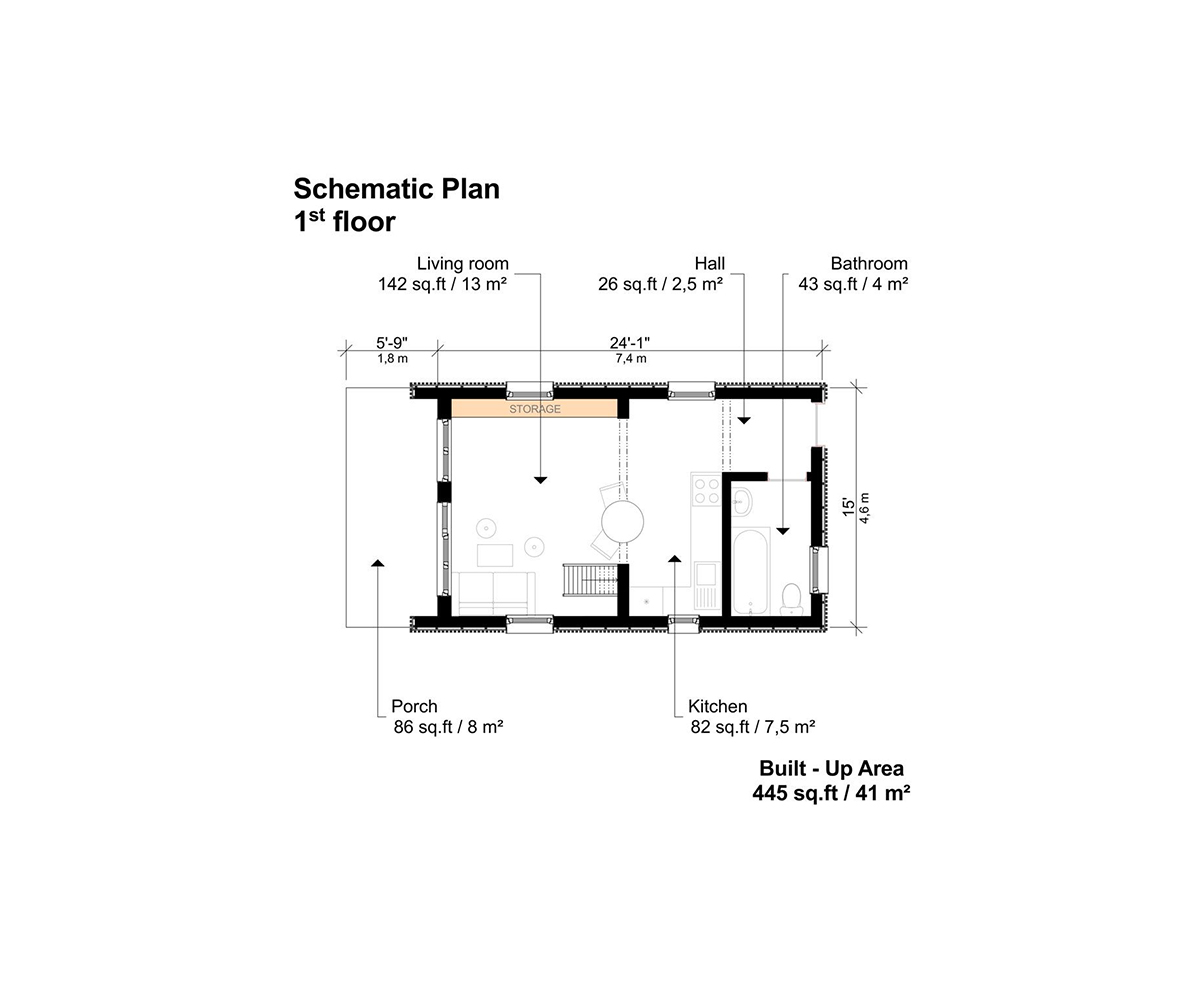 Schematic Plan
1st floor
Living room
142 sq.ft / 13 m²
Hall
26 sq.ft / 2,5 m²
Bathroom
43 sq.ft / 4 m²
5'-9"
1,8 m
24'-1"
7,4 m
STORAGE
15'
4,6 m
Porch
86 sq.ft / 8 m²
Kitchen
82 sq.ft / 7,5 m²
Built - Up Area
445 sq.ft / 41 m²